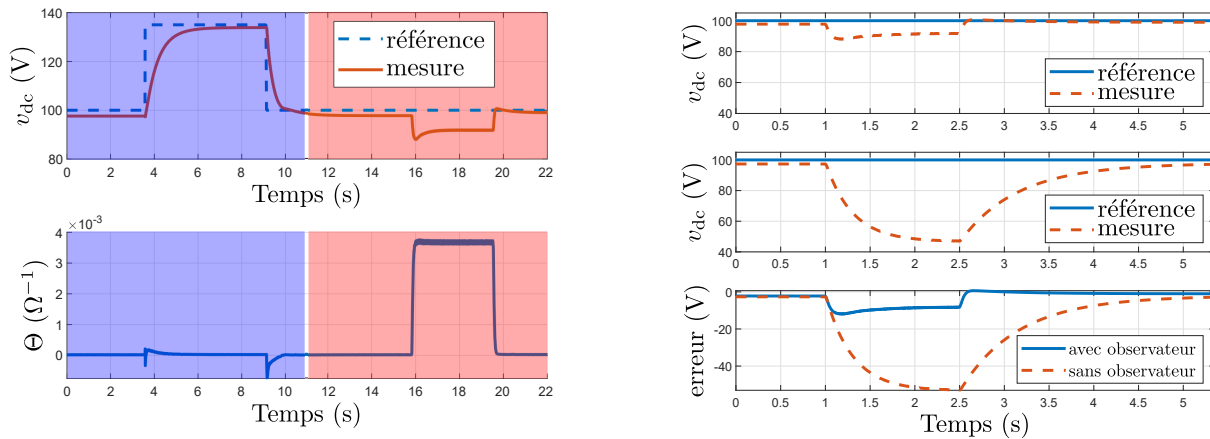 140
120
100
80
v_dc (V)
référence
mesure
0 2 4 6 8 10 12 14 16 18 20 22
Temps (s)
×10⁻³
4
3
2
1
0
Θ (Ω⁻¹)
0 2 4 6 8 10 12 14 16 18 20 22
Temps (s)
100
80
60
40
v_dc (V)
référence
mesure
0 0.5 1 1.5 2 2.5 3 3.5 4 4.5 5
100
80
60
40
v_dc (V)
référence
mesure
0 0.5 1 1.5 2 2.5 3 3.5 4 4.5 5
0
-20
-40
erreur (V)
avec observateur
sans observateur
0 0.5 1 1.5 2 2.5 3 3.5 4 4.5 5
Temps (s)